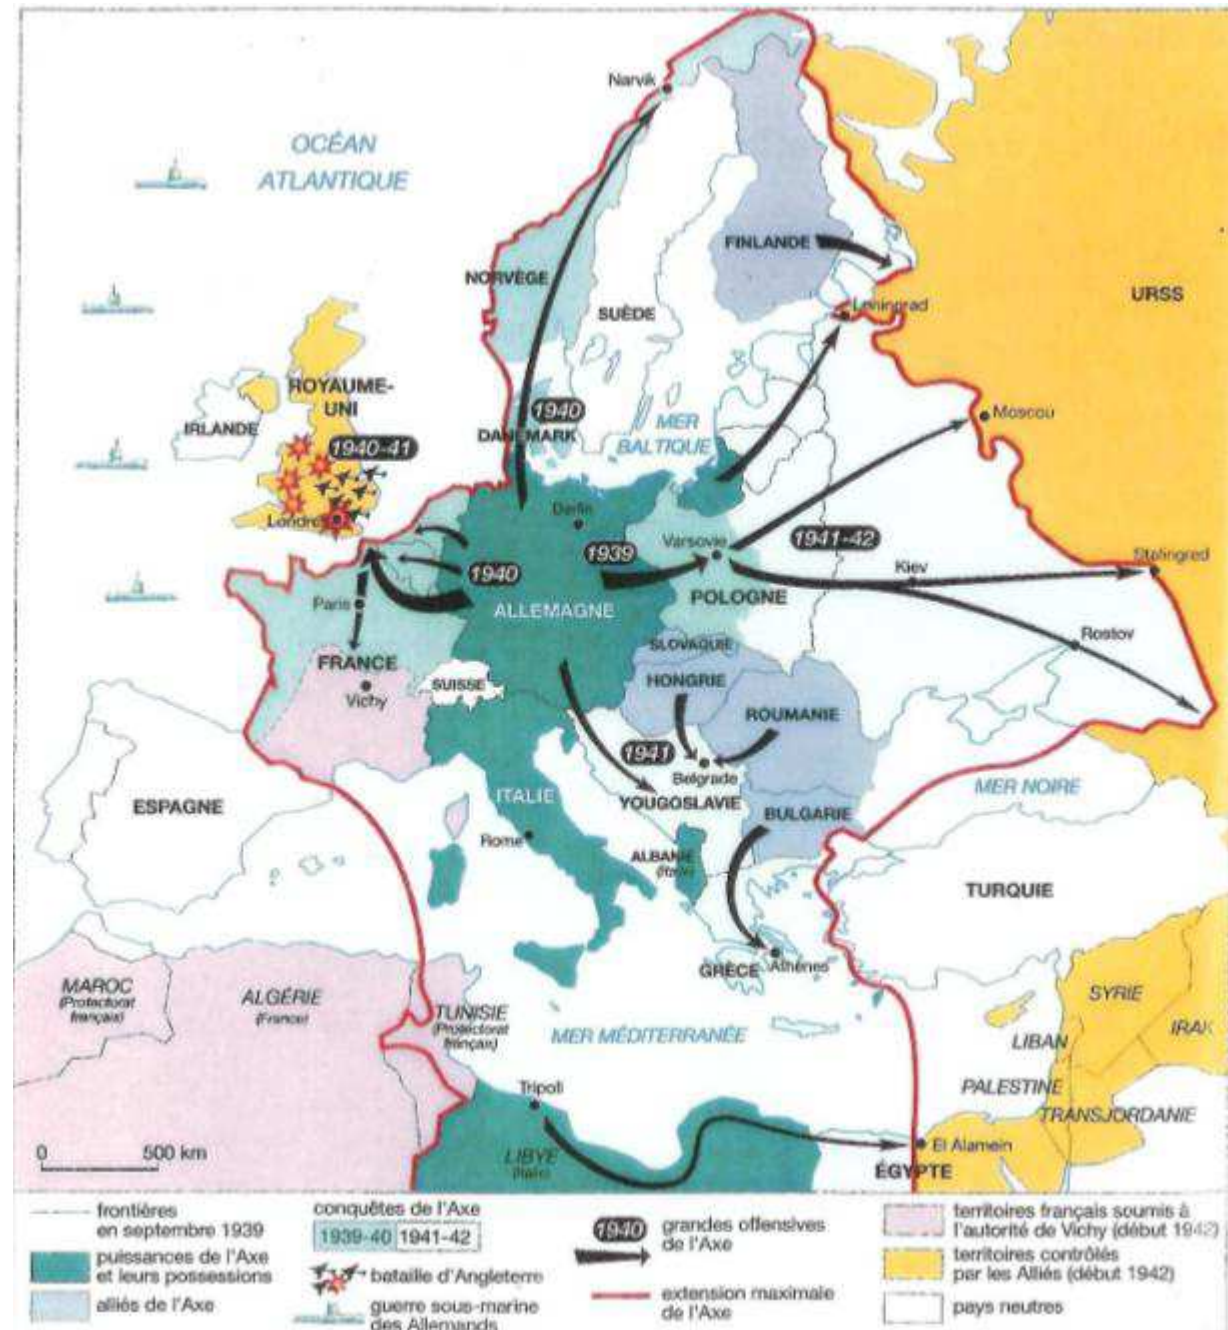 Narvik
OCÉAN
ATLANTIQUE
FINLANDE
NORVÈGE
URSS
SUÈDE
Leningrad
ROYAUME-
UNI
IRLANDE
1940
MER
BALTIQUE
DANEMARK
Moscou
1940-41
Londres
Berlin
1939
Varsovie
1941-42
Stalingrad
Kiev
1940
Paris
ALLEMAGNE
POLOGNE
Rostov
SLOVAQUIE
FRANCE
Vichy
SUISSE
HONGRIE
ROUMANIE
1941
Belgrade
MER NOIRE
ITALIE
YOUGOSLAVIE
ESPAGNE
BULGARIE
Rome
ALBANIE
(Italie)
TURQUIE
GRÈCE
Athènes
MAROC
(Protectorat
français)
ALGÉRIE
(France)
TUNISIE
(Protectorat
français)
MER MÉDITERRANÉE
SYRIE
LIBAN
IRAK
PALESTINE
TRANSJORDANIE
Tripoli
El Alamein
500 km
0
LIBYE
(Italie)
ÉGYPTE
frontières
en septembre 1939
puissances de l'Axe
et leurs possessions
alliés de l'Axe
conquêtes de l'Axe
1939-40 1941-42
bataille d'Angleterre
guerre sous-marine
des Allemands
1940
grandes offensives
de l'Axe
extension maximale
de l'Axe
territoires français soumis à
l'autorité de Vichy (début 1942)
territoires contrôlés
par les Alliés (début 1942)
pays neutres